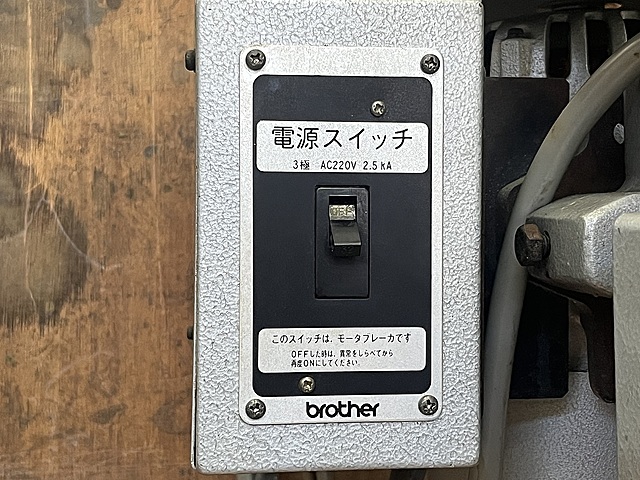 電源スイッチ
3極 AC220V 2.5kA
OFF
このスイッチは、モータブレーカです
OFFした時は、異常をしらべてから
再度ONにしてください。
brother